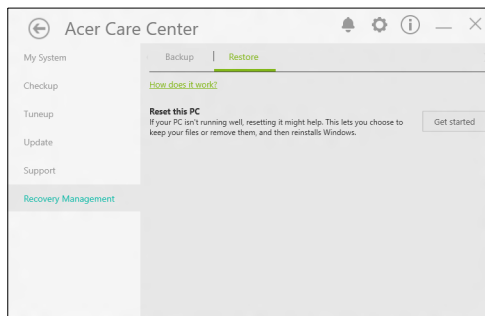 Acer Care Center
My System
Checkup
Tuneup
Update
Support
Recovery Management
Backup | Restore
How does it work?
Reset this PC
If your PC isn't running well, resetting it might help. This lets you choose to
keep your files or remove them, and then reinstalls Windows.
Get started